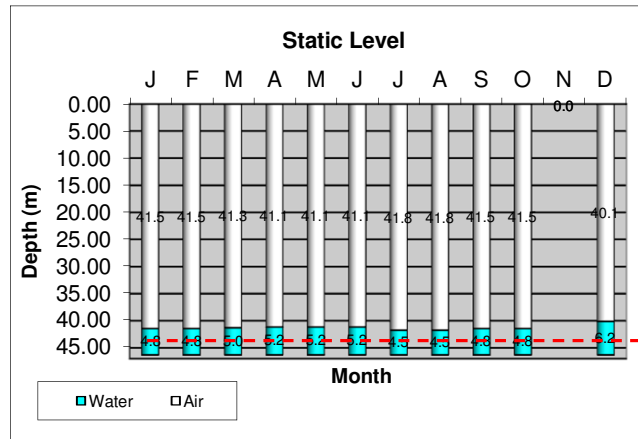 Static Level
J F M A M J J A S O N D
0.00
5.00
10.00
15.00
20.00
25.00
30.00
35.00
40.00
45.00
Depth (m)
0.0
41.5 41.5 41.3 41.1 41.1 41.1 41.8 41.8 41.5 41.5 40.1
4.8 4.8 5.0 5.2 5.2 5.2 4.5 4.5 4.8 4.8 6.2
Month
Water Air